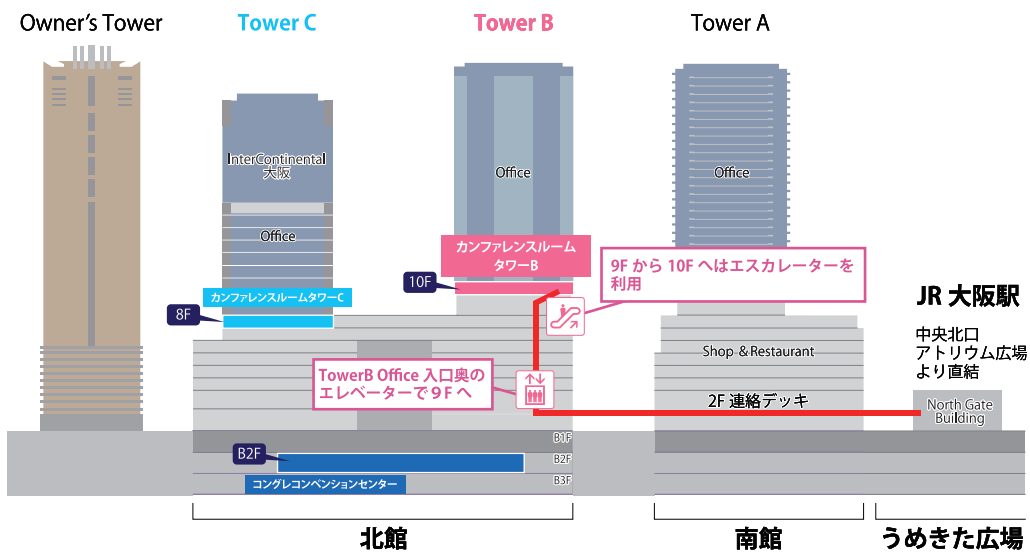 Owner's Tower
Tower C
Tower B
Tower A
InterContinental
大阪
Office
Office
Office
カンファレンスルーム
タワーB
10F
9F から 10F へはエスカレーターを
利用
カンファレンスルームタワーC
8F
JR 大阪駅
中央北口
アトリウム広場
より直結
Shop & Restaurant
TowerB Office 入口奥の
エレベーターで9Fへ
2F 連絡デッキ
North Gate
Building
B1F
B2F
B2F
B3F
コングレコンベンションセンター
北館
南館
うめきた広場